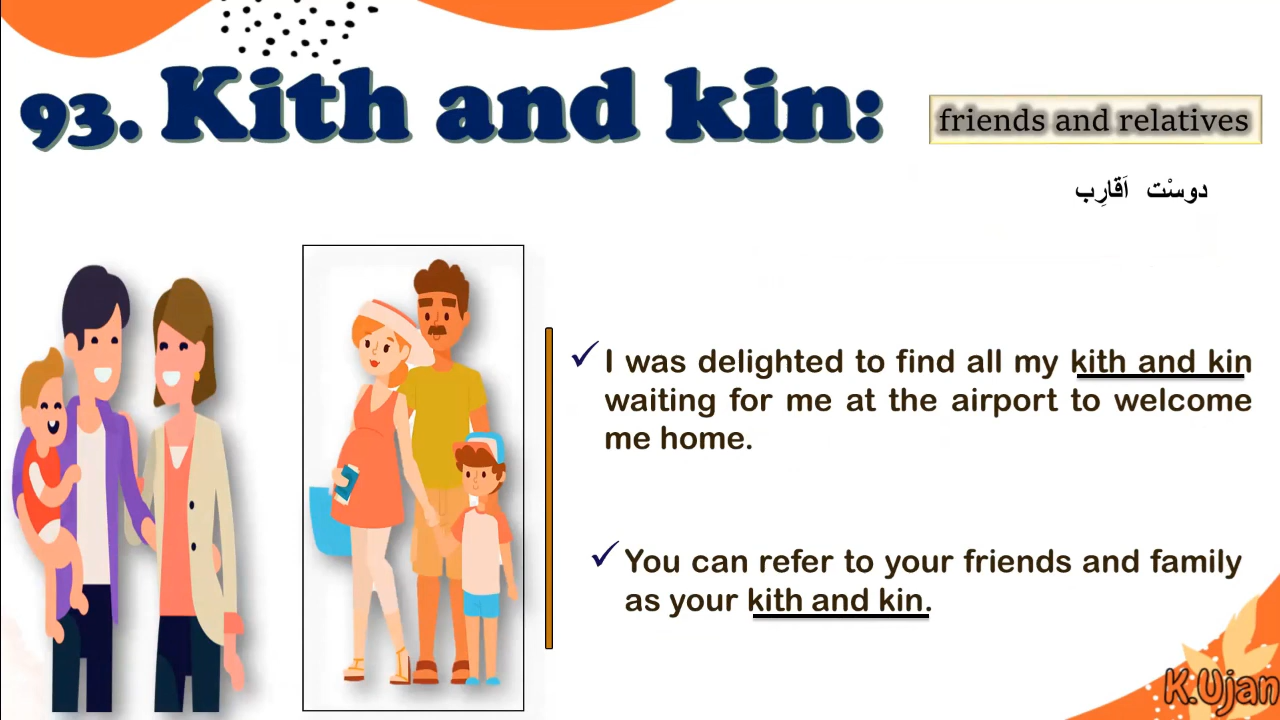 93. Kith and kin:
friends and relatives
دوسْت اَقارِب
I was delighted to find all my kith and kin
waiting for me at the airport to welcome
me home.
You can refer to your friends and family
as your kith and kin.
K.Ujan